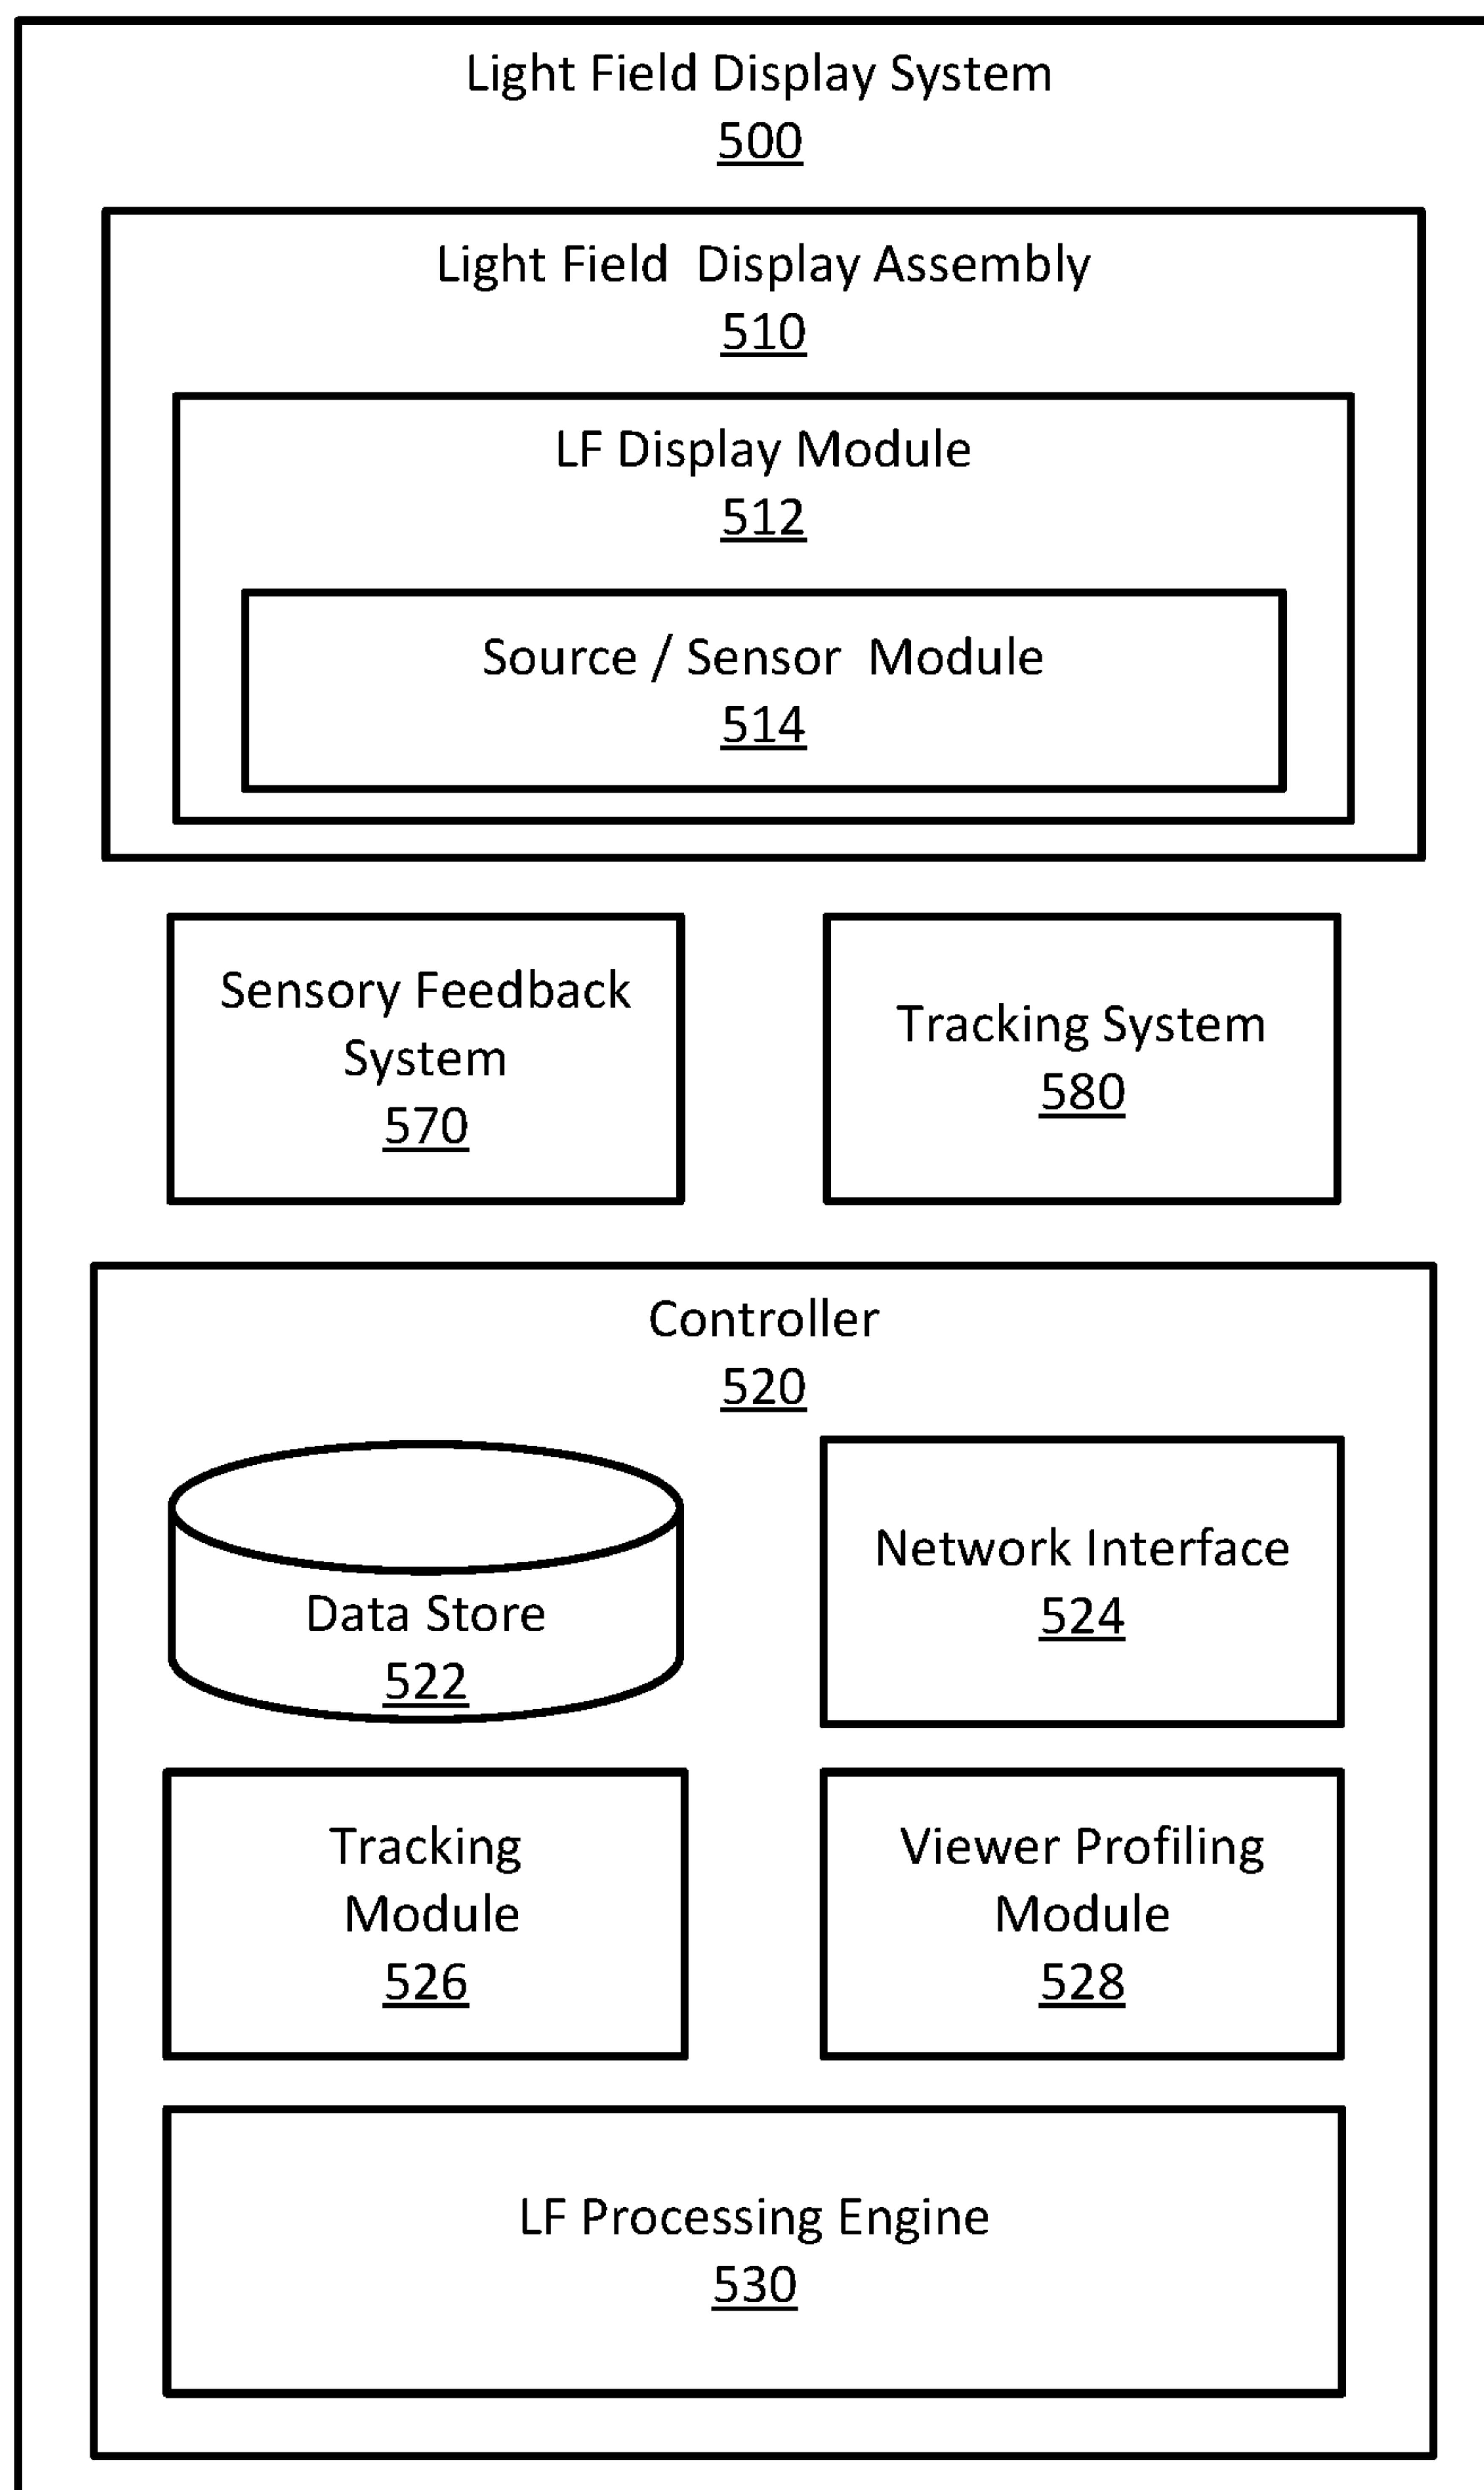 Light Field Display System
500
Light Field Display Assembly
510
LF Display Module
512
Source / Sensor Module
514
Sensory Feedback
System
570
Tracking System
580
Controller
520
Data Store
522
Network Interface
524
Tracking
Module
526
Viewer Profiling
Module
528
LF Processing Engine
530